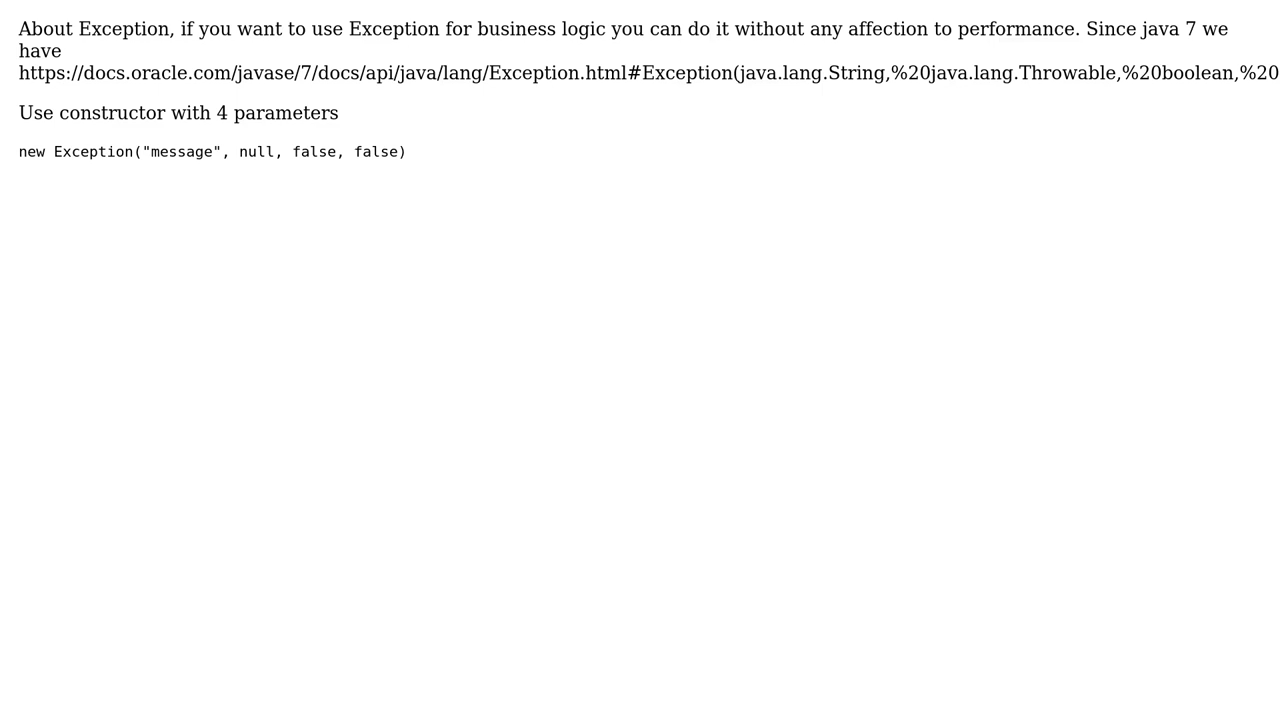 About Exception, if you want to use Exception for business logic you can do it without any affection to performance. Since java 7 we
have
https://docs.oracle.com/javase/7/docs/api/java/lang/Exception.html#Exception(java.lang.String,%20java.lang.Throwable,%20boolean,%20
Use constructor with 4 parameters
new Exception("message", null, false, false)